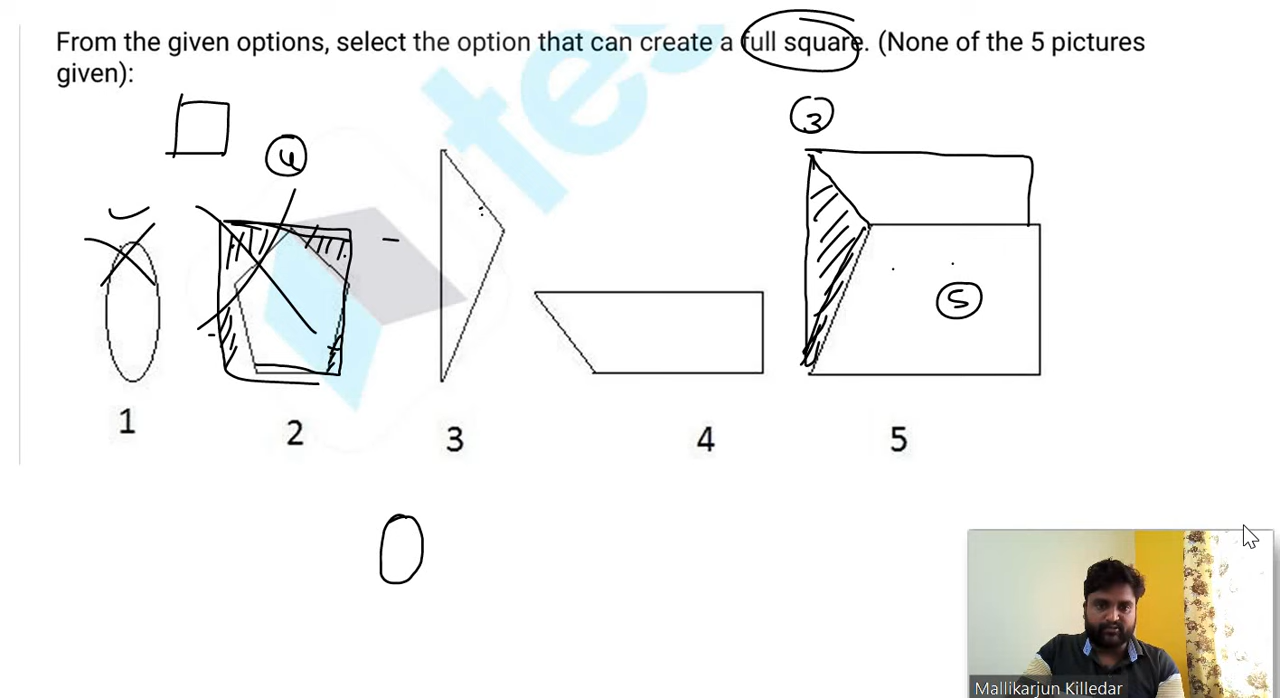 From the given options, select the option that can create a full square. (None of the 5 pictures
given):
3
4
5
1
2
3
4
5
tes
Mallikarjun Killedar